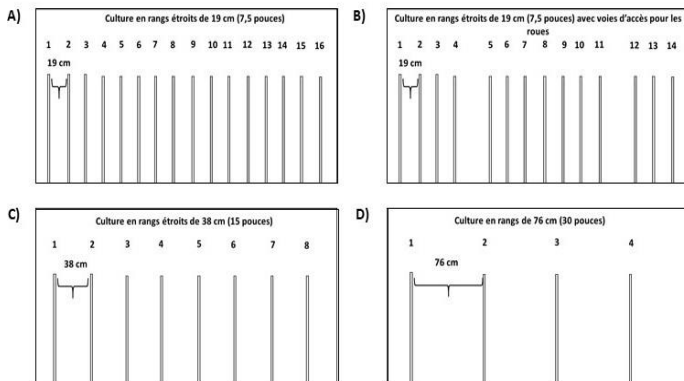 A)
Culture en rangs étroits de 19 cm (7,5 pouces)
1 2 3 4 5 6 7 8 9 10 11 12 13 14 15 16
19 cm
B)
Culture en rangs étroits de 19 cm (7,5 pouces) avec voies d'accès pour les
roues
1 2 3 4 5 6 7 8 9 10 11 12 13 14
19 cm
C)
Culture en rangs étroits de 38 cm (15 pouces)
1 2 3 4 5 6 7 8
38 cm
D)
Culture en rangs de 76 cm (30 pouces)
1 2 3 4
76 cm